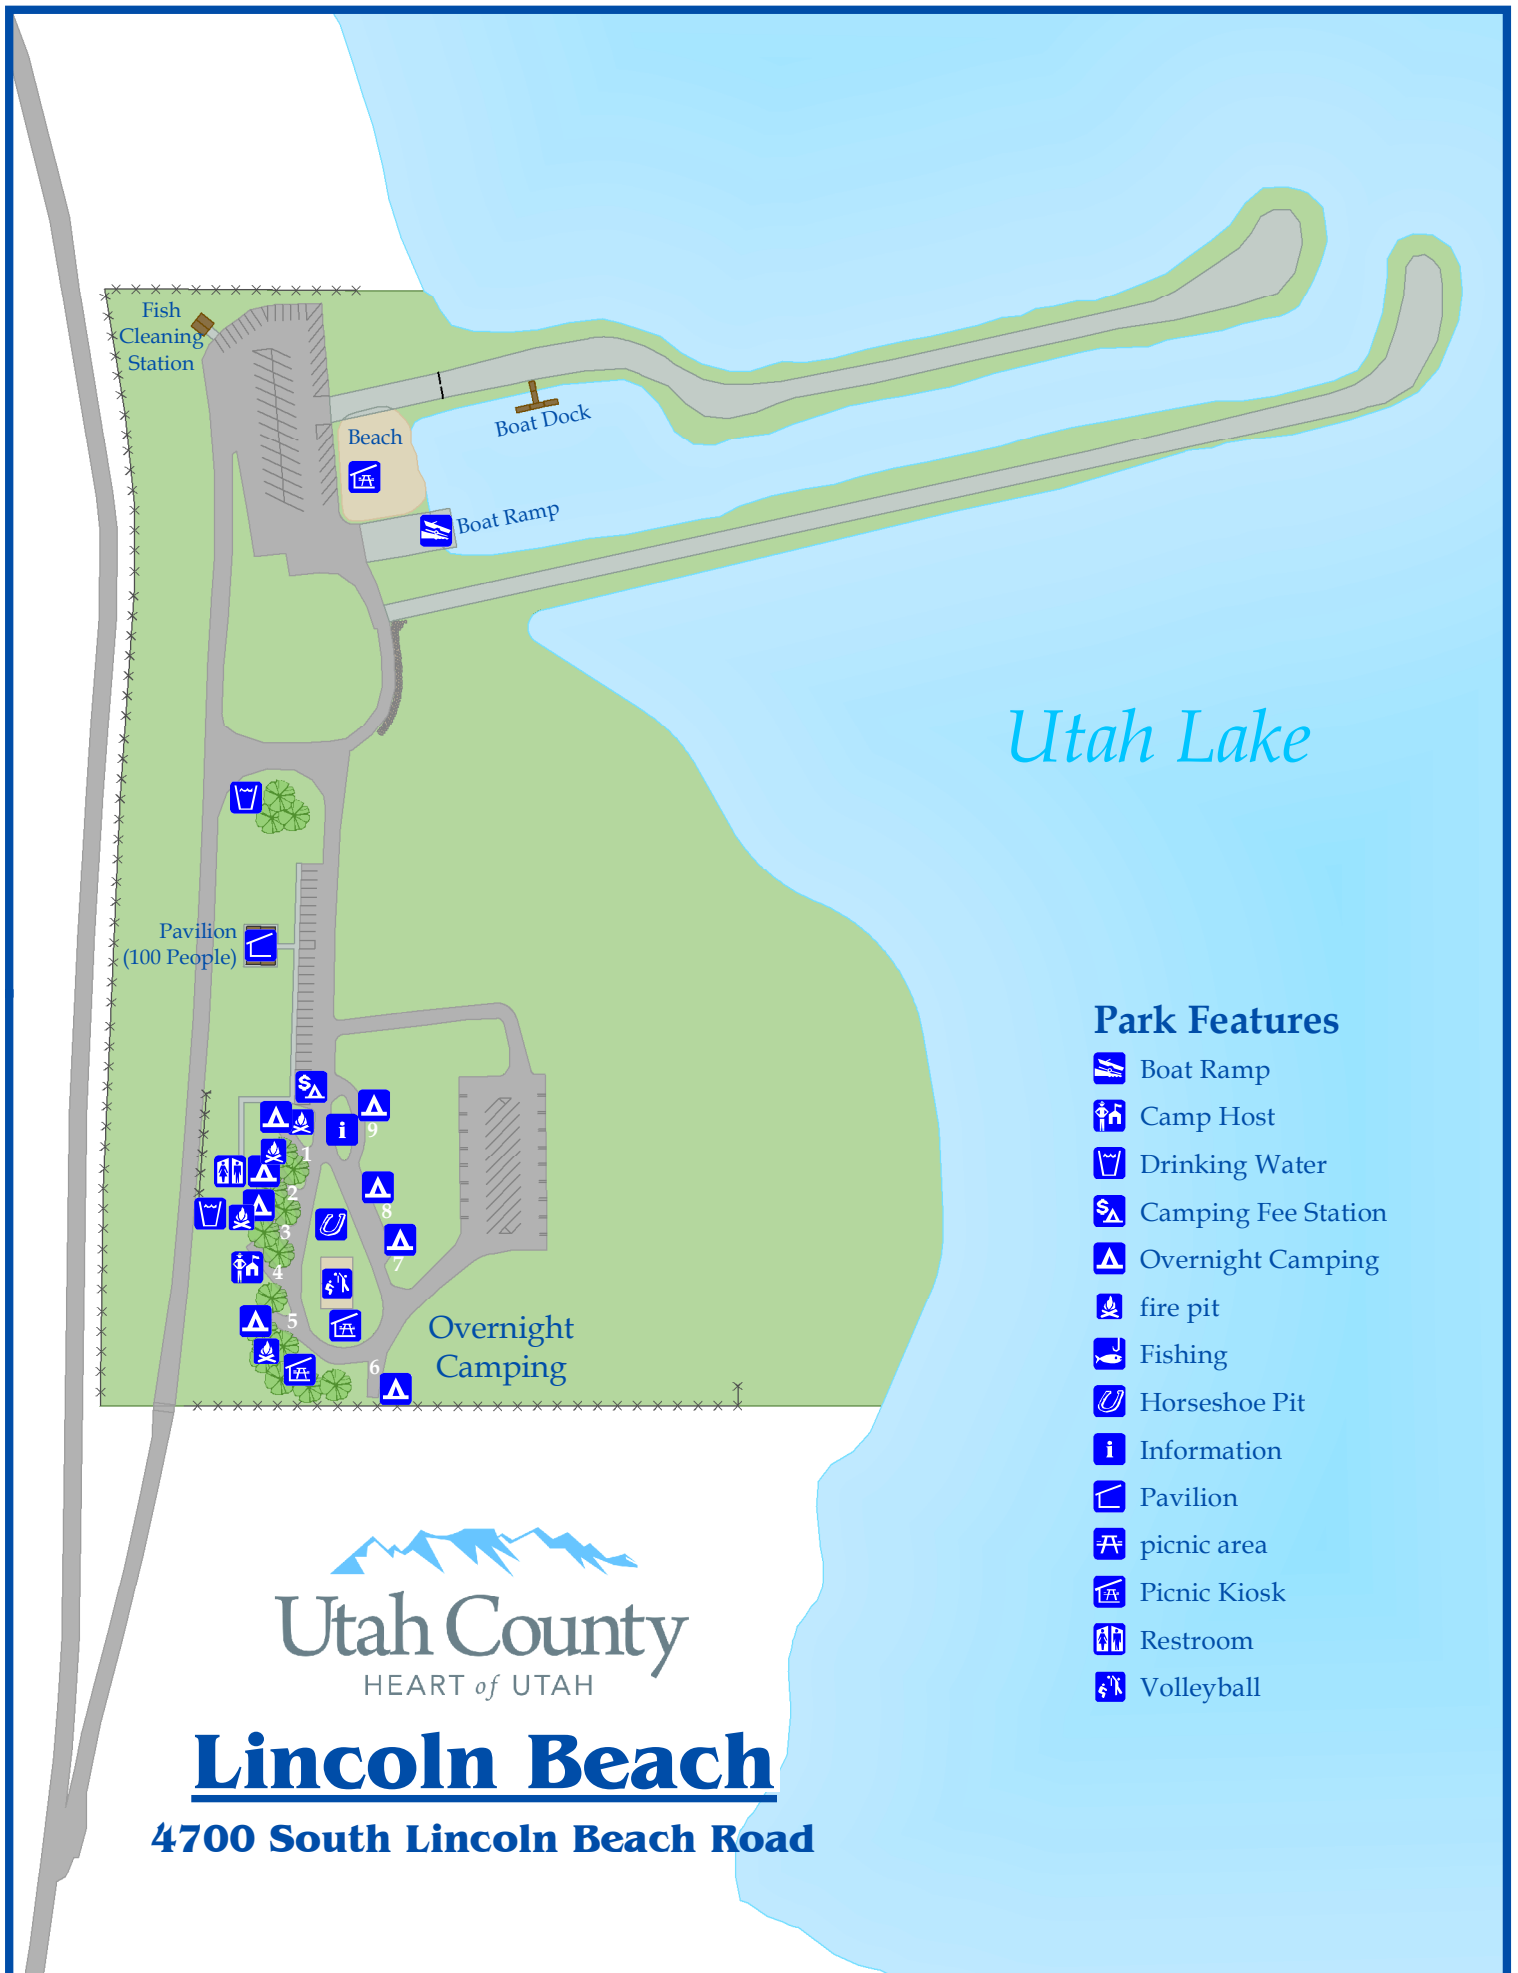 Fish
Cleaning
Station
Beach
Boat Dock
Boat Ramp
Utah Lake
Pavilion
(100 People)
$
i
9
1
2
8
3
7
4
5
6
Overnight
Camping
Park Features
Boat Ramp
Camp Host
Drinking Water
$
Camping Fee Station
Overnight Camping
fire pit
Fishing
Horseshoe Pit
i
Information
Pavilion
picnic area
Picnic Kiosk
Restroom
Volleyball
Utah County
HEART of UTAH
Lincoln Beach
4700 South Lincoln Beach Road